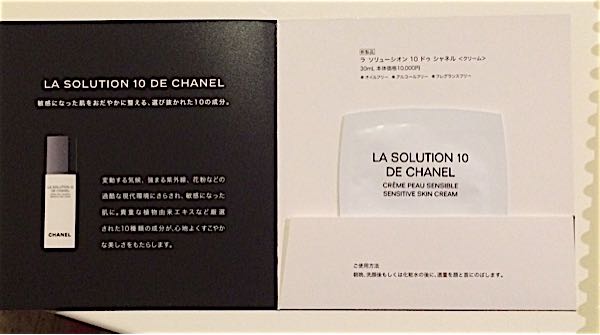 LA SOLUTION 10 DE CHANEL
敏感になった肌をおだやかに整える、選び抜かれた10の成分。
LA SOLUTION 10
DE CHANEL
CHANEL
変動する気候、強まる紫外線、花粉などの
過酷な現代環境にさらされ、敏感になった
肌に。貴重な植物由来エキスなど厳選
された10種類の成分が、心地よくすこやか
な美しさをもたらします。
新製品
ラ ソリューシオン 10 ドゥ シャネル <クリーム>
30mL 本体価格10,000円
●オイルフリー ●アルコールフリー ●フレグランスフリー
LA SOLUTION 10
DE CHANEL
CRÈME PEAU SENSIBLE
SENSITIVE SKIN CREAM
ご使用方法
朝晩、洗顔後もしくは化粧水の後に、適量を顔と首にのばします。